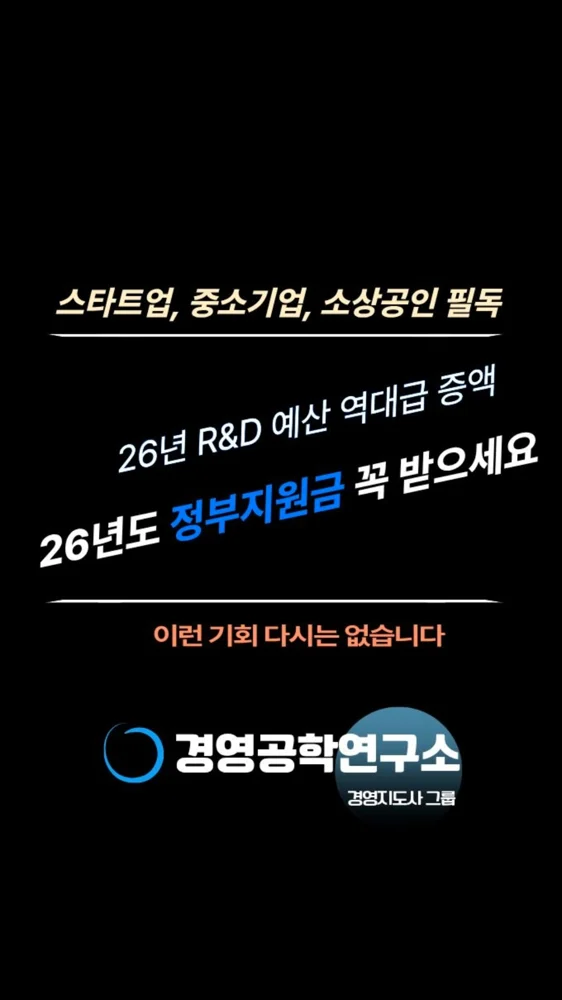 스타트업, 중소기업, 소상공인 필독
26년 R&D 예산 역대급 증액
26년도 정부지원금 꼭 받으세요
이런 기회 다시는 없습니다
경영공학연구소
경영지도사 그룹